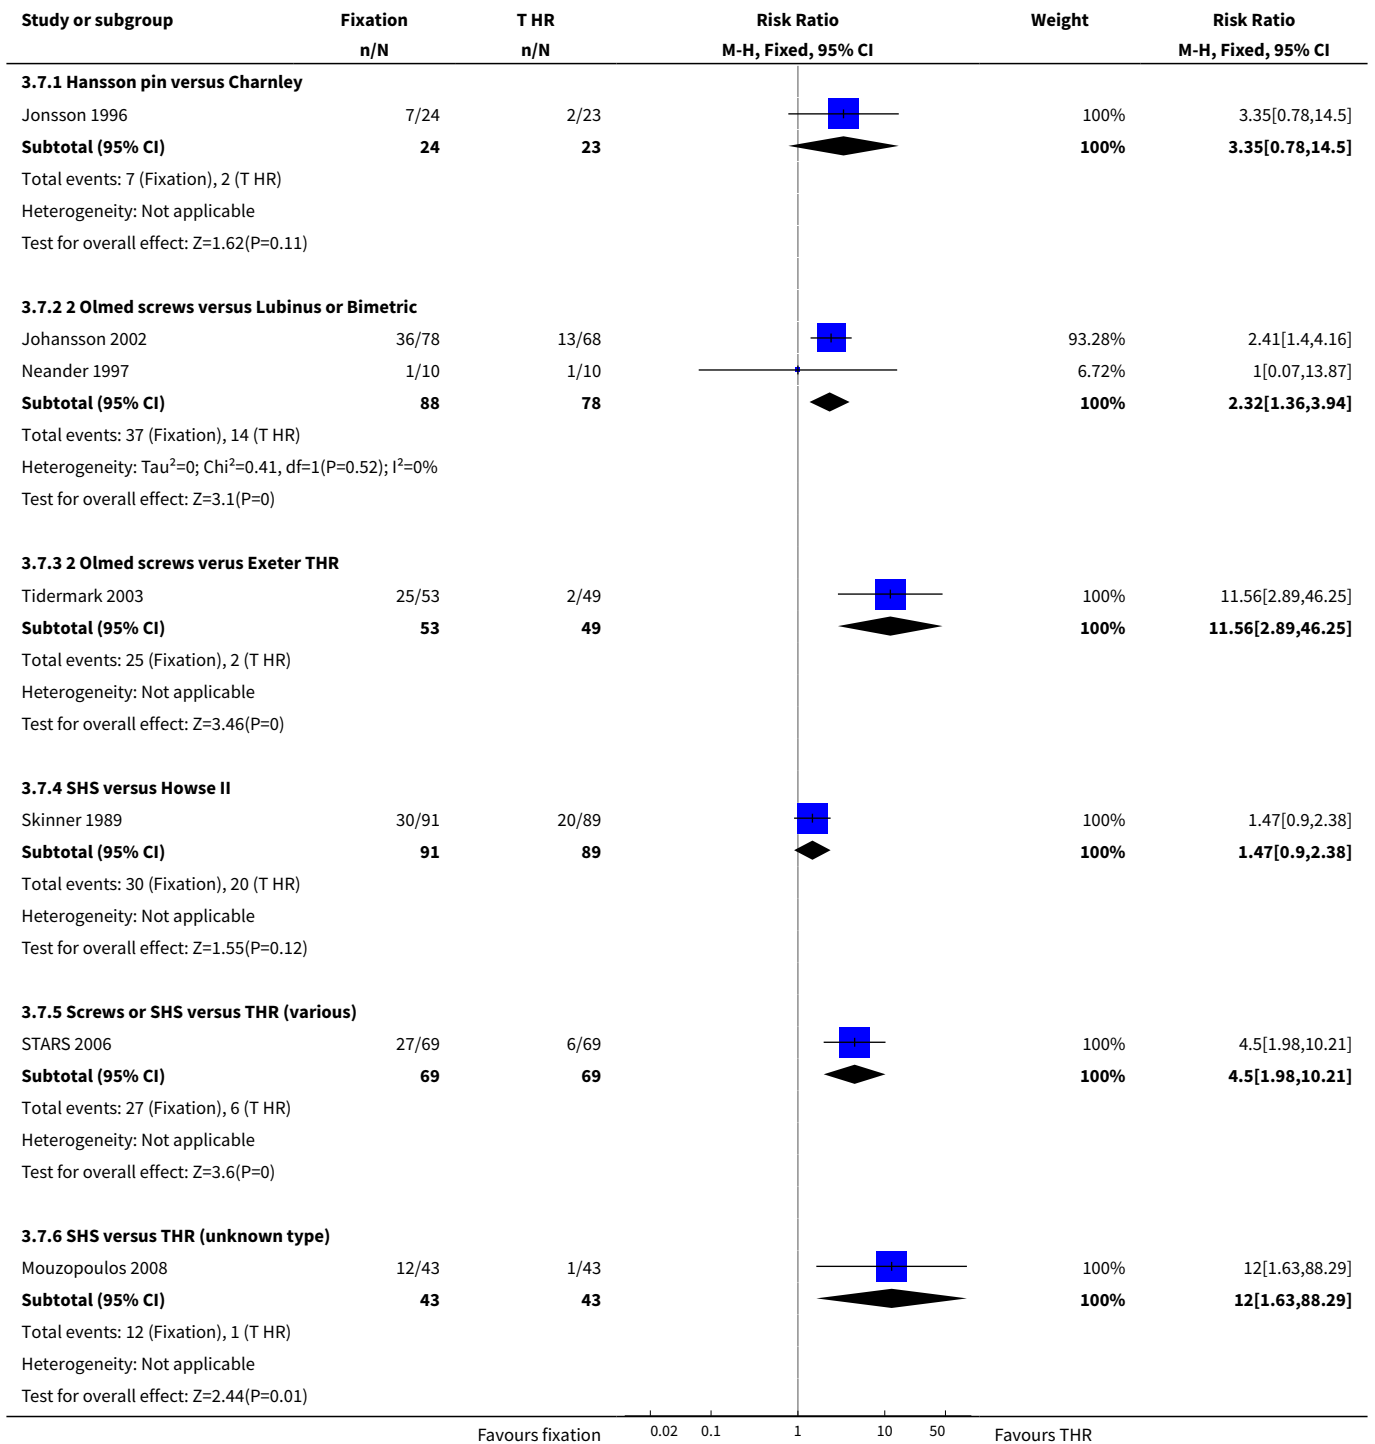 Study or subgroup Fixation T HR Risk Ratio Weight Risk Ratio
n/N n/N M-H, Fixed, 95% CI M-H, Fixed, 95% CI
3.7.1 Hansson pin versus Charnley
Jonsson 1996 7/24 2/23 100% 3.35[0.78,14.5]
Subtotal (95% CI) 24 23 100% 3.35[0.78,14.5]
Total events: 7 (Fixation), 2 (T HR)
Heterogeneity: Not applicable
Test for overall effect: Z=1.62(P=0.11)
3.7.2 2 Olmed screws versus Lubinus or Bimetric
Johansson 2002 36/78 13/68 93.28% 2.41[1.4,4.16]
Neander 1997 1/10 1/10 6.72% 1[0.07,13.87]
Subtotal (95% CI) 88 78 100% 2.32[1.36,3.94]
Total events: 37 (Fixation), 14 (T HR)
Heterogeneity: Tau²=0; Chi²=0.41, df=1(P=0.52); I²=0%
Test for overall effect: Z=3.1(P=0)
3.7.3 2 Olmed screws verus Exeter THR
Tidermark 2003 25/53 2/49 100% 11.56[2.89,46.25]
Subtotal (95% CI) 53 49 100% 11.56[2.89,46.25]
Total events: 25 (Fixation), 2 (T HR)
Heterogeneity: Not applicable
Test for overall effect: Z=3.46(P=0)
3.7.4 SHS versus Howse II
Skinner 1989 30/91 20/89 100% 1.47[0.9,2.38]
Subtotal (95% CI) 91 89 100% 1.47[0.9,2.38]
Total events: 30 (Fixation), 20 (T HR)
Heterogeneity: Not applicable
Test for overall effect: Z=1.55(P=0.12)
3.7.5 Screws or SHS versus THR (various)
STARS 2006 27/69 6/69 100% 4.5[1.98,10.21]
Subtotal (95% CI) 69 69 100% 4.5[1.98,10.21]
Total events: 27 (Fixation), 6 (T HR)
Heterogeneity: Not applicable
Test for overall effect: Z=3.6(P=0)
3.7.6 SHS versus THR (unknown type)
Mouzopoulos 2008 12/43 1/43 100% 12[1.63,88.29]
Subtotal (95% CI) 43 43 100% 12[1.63,88.29]
Total events: 12 (Fixation), 1 (T HR)
Heterogeneity: Not applicable
Test for overall effect: Z=2.44(P=0.01)
Favours fixation 0.02 0.1 1 10 50 Favours THR